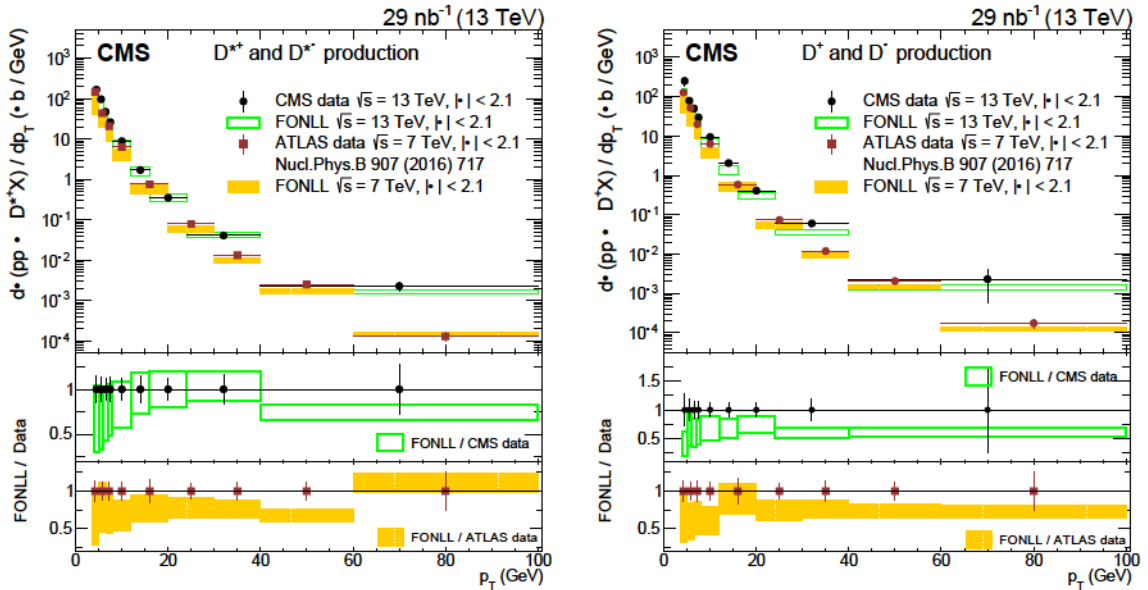 29 nb⁻¹ (13 TeV)
CMS D*⁺ and D*⁻ production
dσ• (pp • D*⁺X) / dp_T (• b / GeV)
10³
10²
10
1
10⁻¹
10⁻²
10⁻³
10⁻⁴
CMS data √s = 13 TeV, |•| < 2.1
FONLL √s = 13 TeV, |•| < 2.1
ATLAS data √s = 7 TeV, |•| < 2.1
Nucl.Phys.B 907 (2016) 717
FONLL √s = 7 TeV, |•| < 2.1
FONLL / Data
1
0.5
FONLL / CMS data
1
0.5
FONLL / ATLAS data
0 20 40 60 80 100
p_T (GeV)
29 nb⁻¹ (13 TeV)
CMS D⁺ and D⁻ production
d• (pp • D*⁺X) / dp_T (• b / GeV)
10³
10²
10
1
10⁻¹
10⁻²
10⁻³
10⁻⁴
CMS data √s = 13 TeV, |•| < 2.1
FONLL √s = 13 TeV, |•| < 2.1
ATLAS data √s = 7 TeV, |•| < 2.1
Nucl.Phys.B 907 (2016) 717
FONLL √s = 7 TeV, |•| < 2.1
FONLL / Data
1.5
1
0.5
FONLL / CMS data
1
0.5
FONLL / ATLAS data
0 20 40 60 80 100
p_T (GeV)